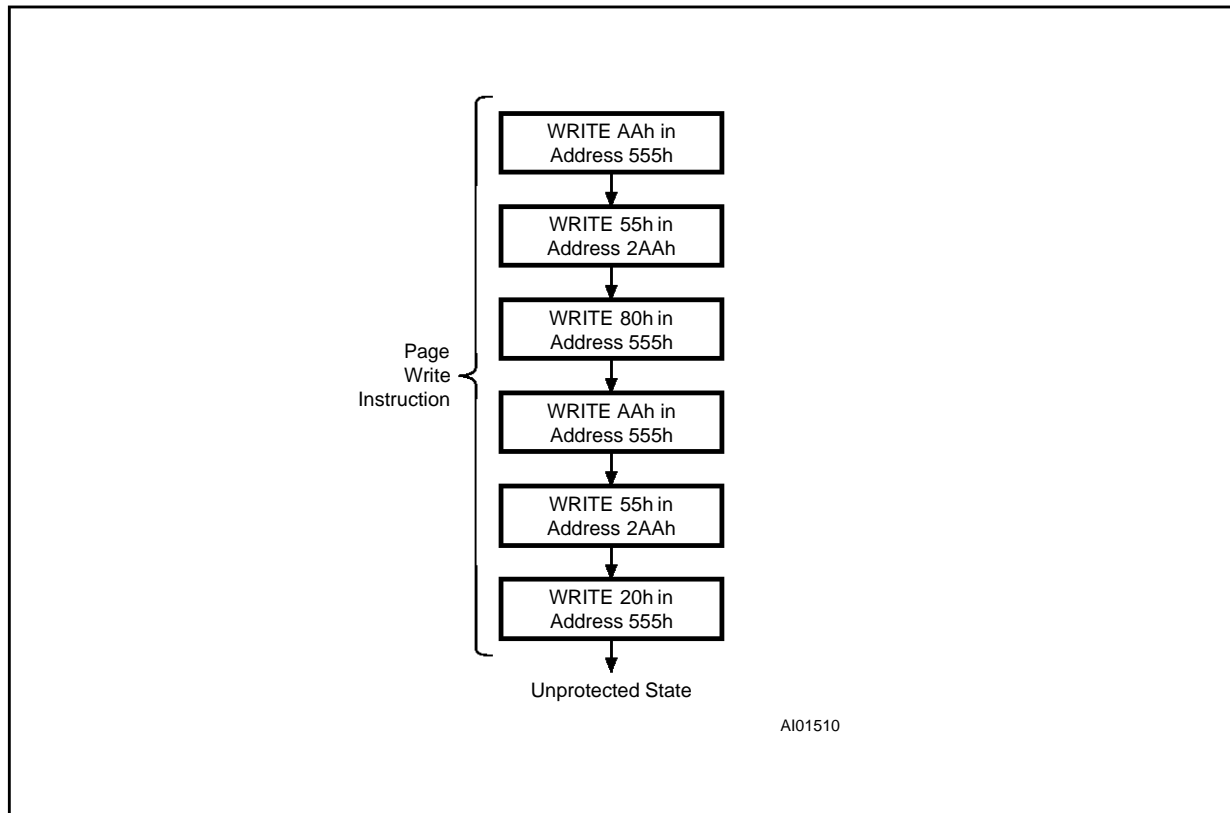 WRITE AAh in
Address 555h
WRITE 55h in
Address 2AAh
WRITE 80h in
Address 555h
Page
Write
Instruction
WRITE AAh in
Address 555h
WRITE 55h in
Address 2AAh
WRITE 20h in
Address 555h
Unprotected State
AI01510